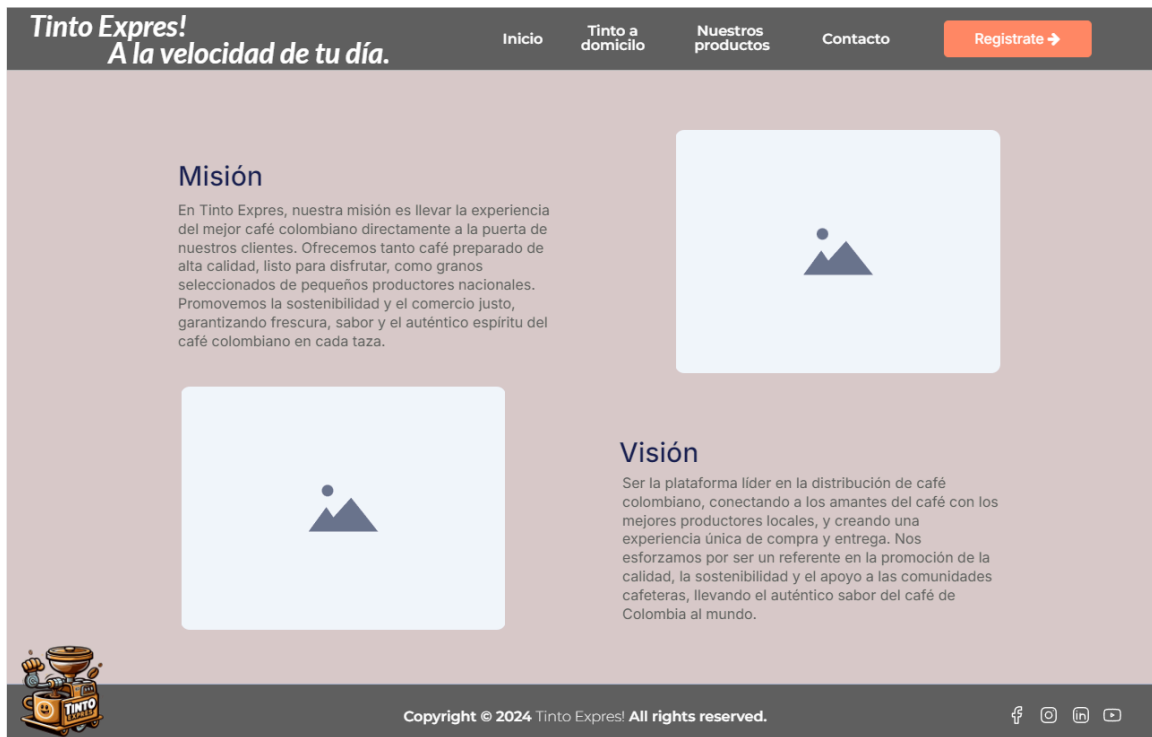 Tinto Expres!
A la velocidad de tu día.
Inicio
Tinto a
domicilo
Nuestros
productos
Contacto
Registrate
Misión
En Tinto Expres, nuestra misión es llevar la experiencia
del mejor café colombiano directamente a la puerta de
nuestros clientes. Ofrecemos tanto café preparado de
alta calidad, listo para disfrutar, como granos
seleccionados de pequeños productores nacionales.
Promovemos la sostenibilidad y el comercio justo,
garantizando frescura, sabor y el auténtico espíritu del
café colombiano en cada taza.
Visión
Ser la plataforma líder en la distribución de café
colombiano, conectando a los amantes del café con los
mejores productores locales, y creando una
experiencia única de compra y entrega. Nos
esforzamos por ser un referente en la promoción de la
calidad, la sostenibilidad y el apoyo a las comunidades
cafeteras, llevando el auténtico sabor del café de
Colombia al mundo.
TINTO
EXPRES
Copyright © 2024 Tinto Expres! All rights reserved.